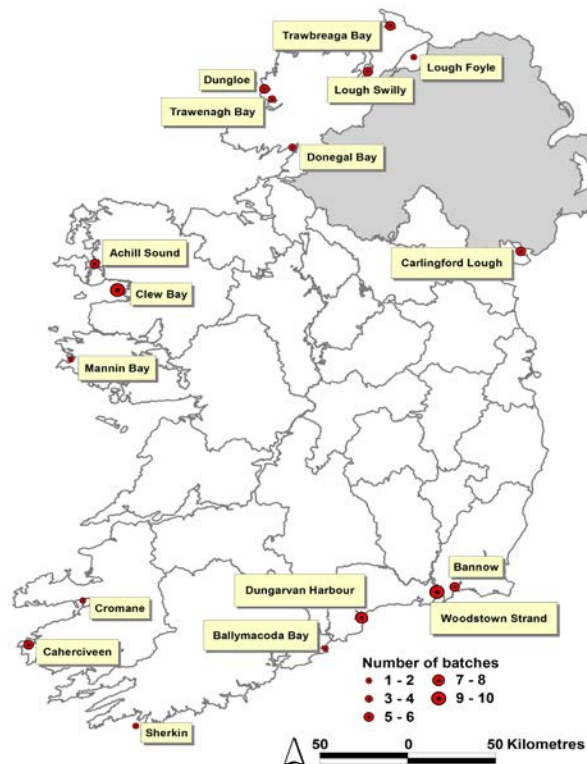 Trawbreaga Bay
Lough Foyle
Dungloe
Lough Swilly
Trawenagh Bay
Donegal Bay
Achill Sound
Carlingford Lough
Clew Bay
Mannin Bay
Bannow
Dungarvan Harbour
Cromane
Woodstown Strand
Ballymacoda Bay
Caherciveen
Number of batches
1 - 2 7 - 8
3 - 4 9 - 10
5 - 6
Sherkin
50 0 50 Kilometres